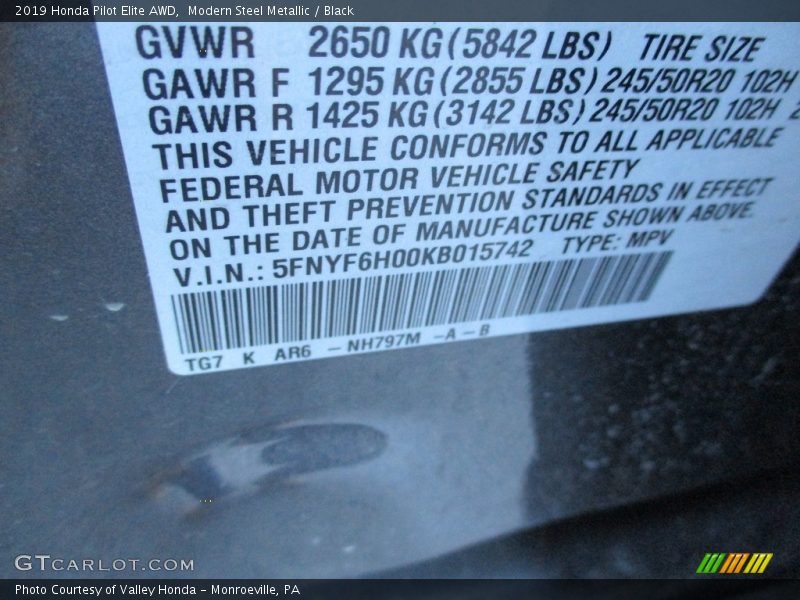 2019 Honda Pilot Elite AWD,  Modern Steel Metallic / Black
GVWR 2650 KG (5842 LBS) TIRE SIZE
GAWR F 1295 KG (2855 LBS) 245/50R20 102H
GAWR R 1425 KG (3142 LBS) 245/50R20 102H
THIS VEHICLE CONFORMS TO ALL APPLICABLE
FEDERAL MOTOR VEHICLE SAFETY
AND THEFT PREVENTION STANDARDS IN EFFECT
ON THE DATE OF MANUFACTURE SHOWN ABOVE.
V.I.N.: 5FNYF6H00KB015742 TYPE: MPV
TG7 K AR6 – NH797M – A – B
GTCARLOT.COM
Photo Courtesy of Valley Honda – Monroeville, PA